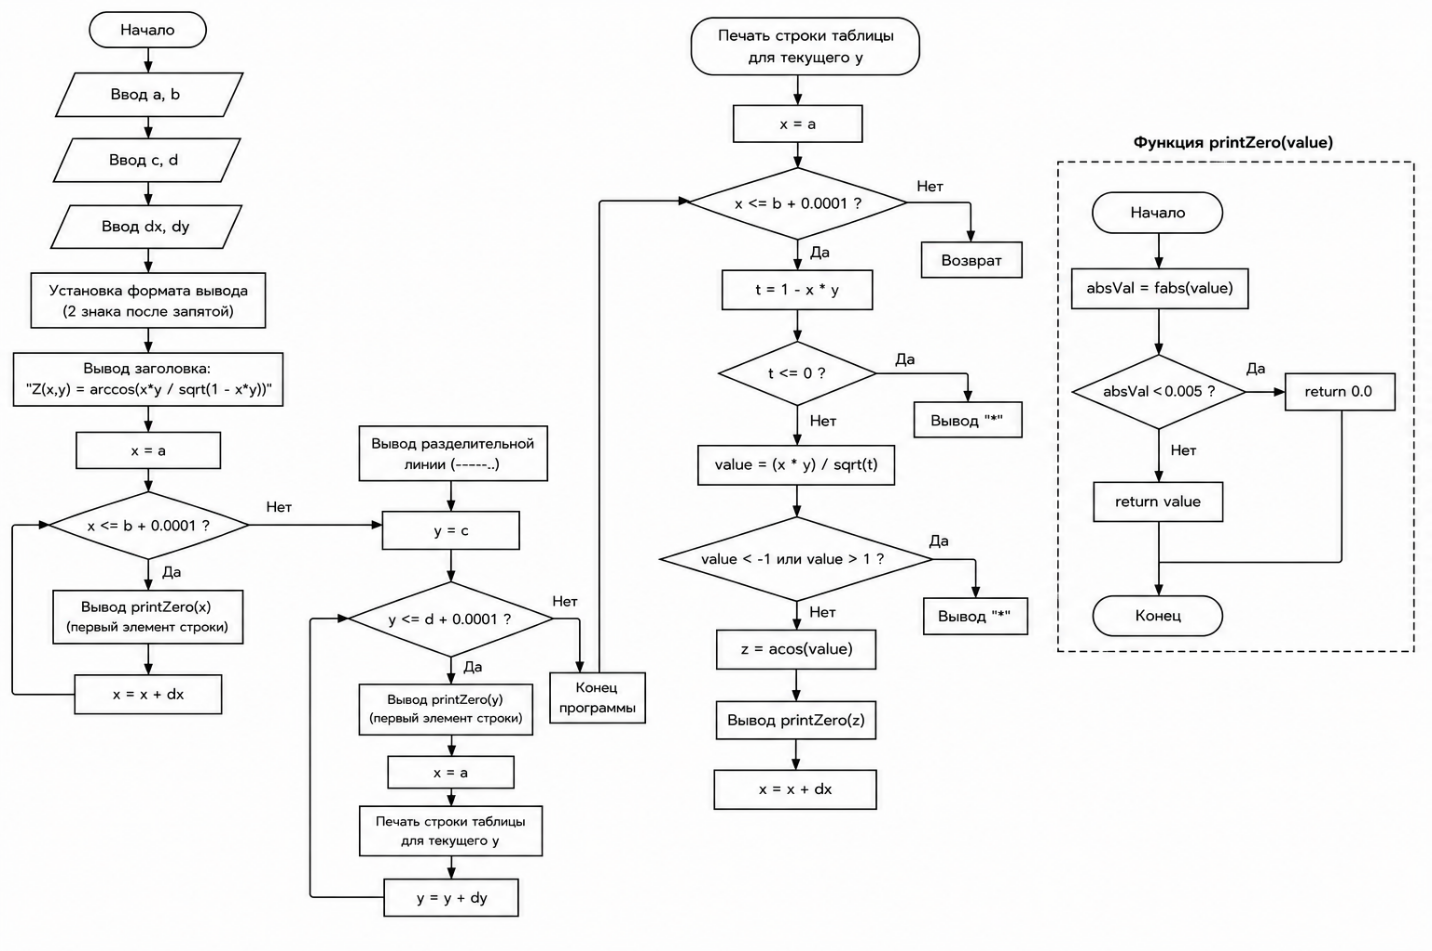 Начало
Ввод a, b
Ввод c, d
Ввод dx, dy
Установка формата вывода
(2 знака после запятой)
Вывод заголовка:
"Z(x,y) = arccos(x*y / sqrt(1 - x*y))"
x = a
x <= b + 0.0001 ?
Нет
Да
Вывод printZero(x)
(первый элемент строки)
x = x + dx
Вывод разделительной
линии (-----..)
y = c
y <= d + 0.0001 ?
Нет
Да
Конец
программы
Вывод printZero(y)
(первый элемент строки)
x = a
Печать строки таблицы
для текущего y
y = y + dy
Печать строки таблицы
для текущего y
x = a
x <= b + 0.0001 ?
Нет
Возврат
Да
t = 1 - x * y
t <= 0 ?
Да
Вывод "*"
Нет
value = (x * y) / sqrt(t)
value < -1 или value > 1 ?
Да
Вывод "*"
Нет
z = acos(value)
Вывод printZero(z)
x = x + dx
Функция printZero(value)
Начало
absVal = fabs(value)
absVal < 0.005 ?
Да
return 0.0
Нет
return value
Конец